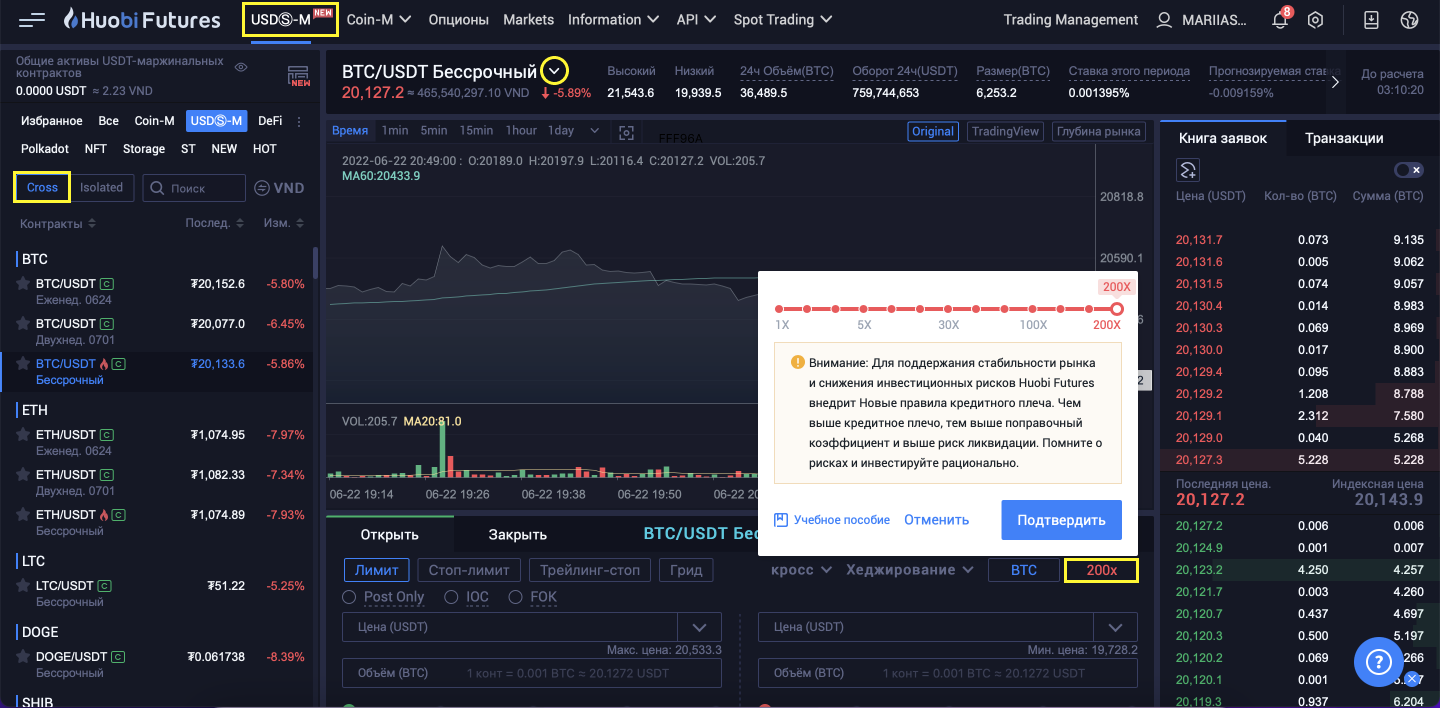 Huobi Futures USDⓈ-M NEW Coin-M Опционы Markets Information API Spot Trading Trading Management MARIIAS... 8
Общие активы USDT-маржинальных
контрактов
0.0000 USDT ≈ 2.23 VND
NEW
Избранное Все Coin-M USDⓈ-M DeFi
Polkadot NFT Storage ST NEW HOT
Cross Isolated Поиск VND
Контракты Послед. Изм.
BTC
BTC/USDT C ₮20,152.6 -5.80%
Еженед. 0624
BTC/USDT C ₮20,077.0 -6.45%
Двухнед. 0701
BTC/USDT C ₮20,133.6 -5.86%
Бессрочный
ETH
ETH/USDT C ₮1,074.95 -7.97%
Еженед. 0624
ETH/USDT C ₮1,082.33 -7.34%
Двухнед. 0701
ETH/USDT C ₮1,074.89 -7.93%
Бессрочный
LTC
LTC/USDT C ₮51.22 -5.25%
Бессрочный
DOGE
DOGE/USDT C ₮0.061738 -8.39%
Бессрочный
SHIB
BTC/USDT Бессрочный
20,127.2 ≈ 465,540,297.10 VND -5.89%
Высокий Низкий 24ч Объём(BTC) Оборот 24ч(USDT) Размер(BTC) Ставка этого периода Прогнозируемая став
21,543.6 19,939.5 36,489.5 759,744,653 6,253.2 0.001395% -0.009159%
До расчета
03:10:20
Время 1min 5min 15min 1hour 1day FFF96A Original TradingView Глубина рынка
2022-06-22 20:49:00 : O:20189.0 H:20197.9 L:20116.4 C:20127.2 VOL:205.7
MA60:20433.9
20818.8
20590.1
VOL:205.7 MA20:81.0
06-22 19:14 06-22 19:26 06-22 19:38 06-22 19:50 06-22 20
200X
1X 5X 30X 100X 200X
Внимание: Для поддержания стабильности рынка
и снижения инвестиционных рисков Huobi Futures
внедрит Новые правила кредитного плеча. Чем
выше кредитное плечо, тем выше поправочный
коэффициент и выше риск ликвидации. Помните о
рисках и инвестируйте рационально.
Учебное пособие Отменить Подтвердить
Открыть Закрыть BTC/USDT Бес
Лимит Стоп-лимит Трейлинг-стоп Грид кросс Хеджирование BTC 200x
Post Only IOC FOK
Цена (USDT) Цена (USDT)
Макс. цена: 20,533.3 Мин. цена: 19,728.2
Объём (BTC) 1 конт = 0.001 BTC ≈ 20.1272 USDT Объём (BTC) 1 конт = 0.001 BTC ≈ 20.1272 USDT
Книга заявок Транзакции
Цена (USDT) Кол-во (BTC) Сумма (BTC)
20,131.7 0.073 9.135
20,131.6 0.005 9.062
20,131.5 0.074 9.057
20,130.4 0.014 8.983
20,130.3 0.069 8.969
20,130.0 0.017 8.900
20,129.4 0.095 8.883
20,129.2 1.208 8.788
20,129.1 2.312 7.580
20,129.0 0.040 5.268
20,127.3 5.228 5.228
Последняя цена. Индексная цена
20,127.2 20,143.9
20,127.2 0.006 0.006
20,124.9 0.001 0.007
20,123.2 4.250 4.257
20,121.7 0.003 4.260
20,120.7 0.437 4.697
20,120.3 0.500 5.197
20,120.2 0.069 266
20,120.1 0.001
20,119.3 0.937 6.204